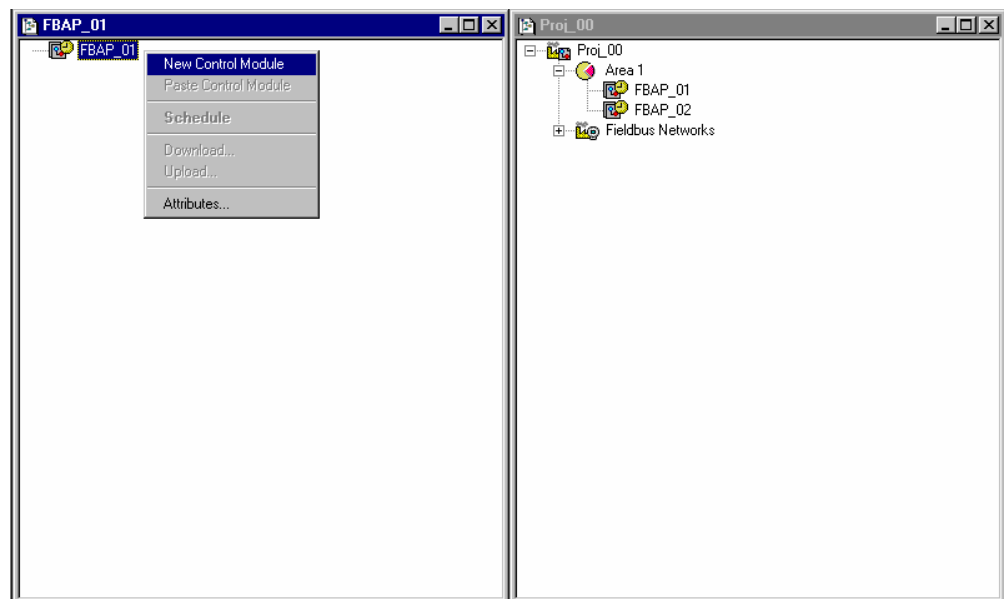 FBAP_01
FBAP_01
New Control Module
Paste Control Module
Schedule
Download...
Upload...
Attributes...
Proj_00
Proj_00
Area 1
FBAP_01
FBAP_02
Fieldbus Networks